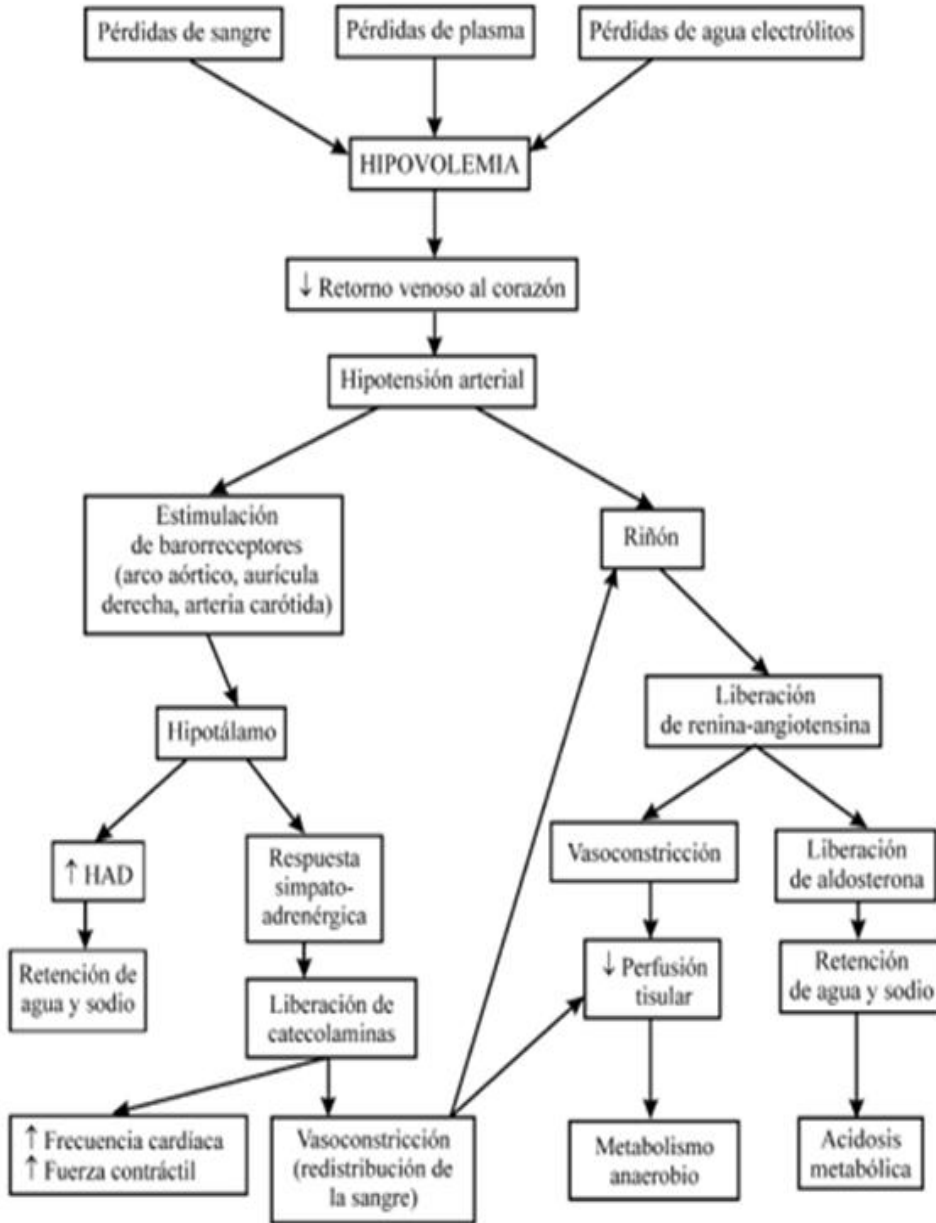 Pérdidas de sangre
Pérdidas de plasma
Pérdidas de agua electrólitos
HIPOVOLEMIA
↓ Retorno venoso al corazón
Hipotensión arterial
Estimulación
de barorreceptores
(arco aórtico, aurícula
derecha, arteria carótida)
Riñón
Hipotálamo
Liberación
de renina-angiotensina
↑ HAD
Respuesta
simpato-
adrenérgica
Vasoconstricción
Liberación
de aldosterona
Retención de
agua y sodio
Liberación de
catecolaminas
↓ Perfusión
tisular
Retención
de agua y sodio
↑ Frecuencia cardíaca
↑ Fuerza contráctil
Vasoconstricción
(redistribución de
la sangre)
Metabolismo
anaerobio
Acidosis
metabólica